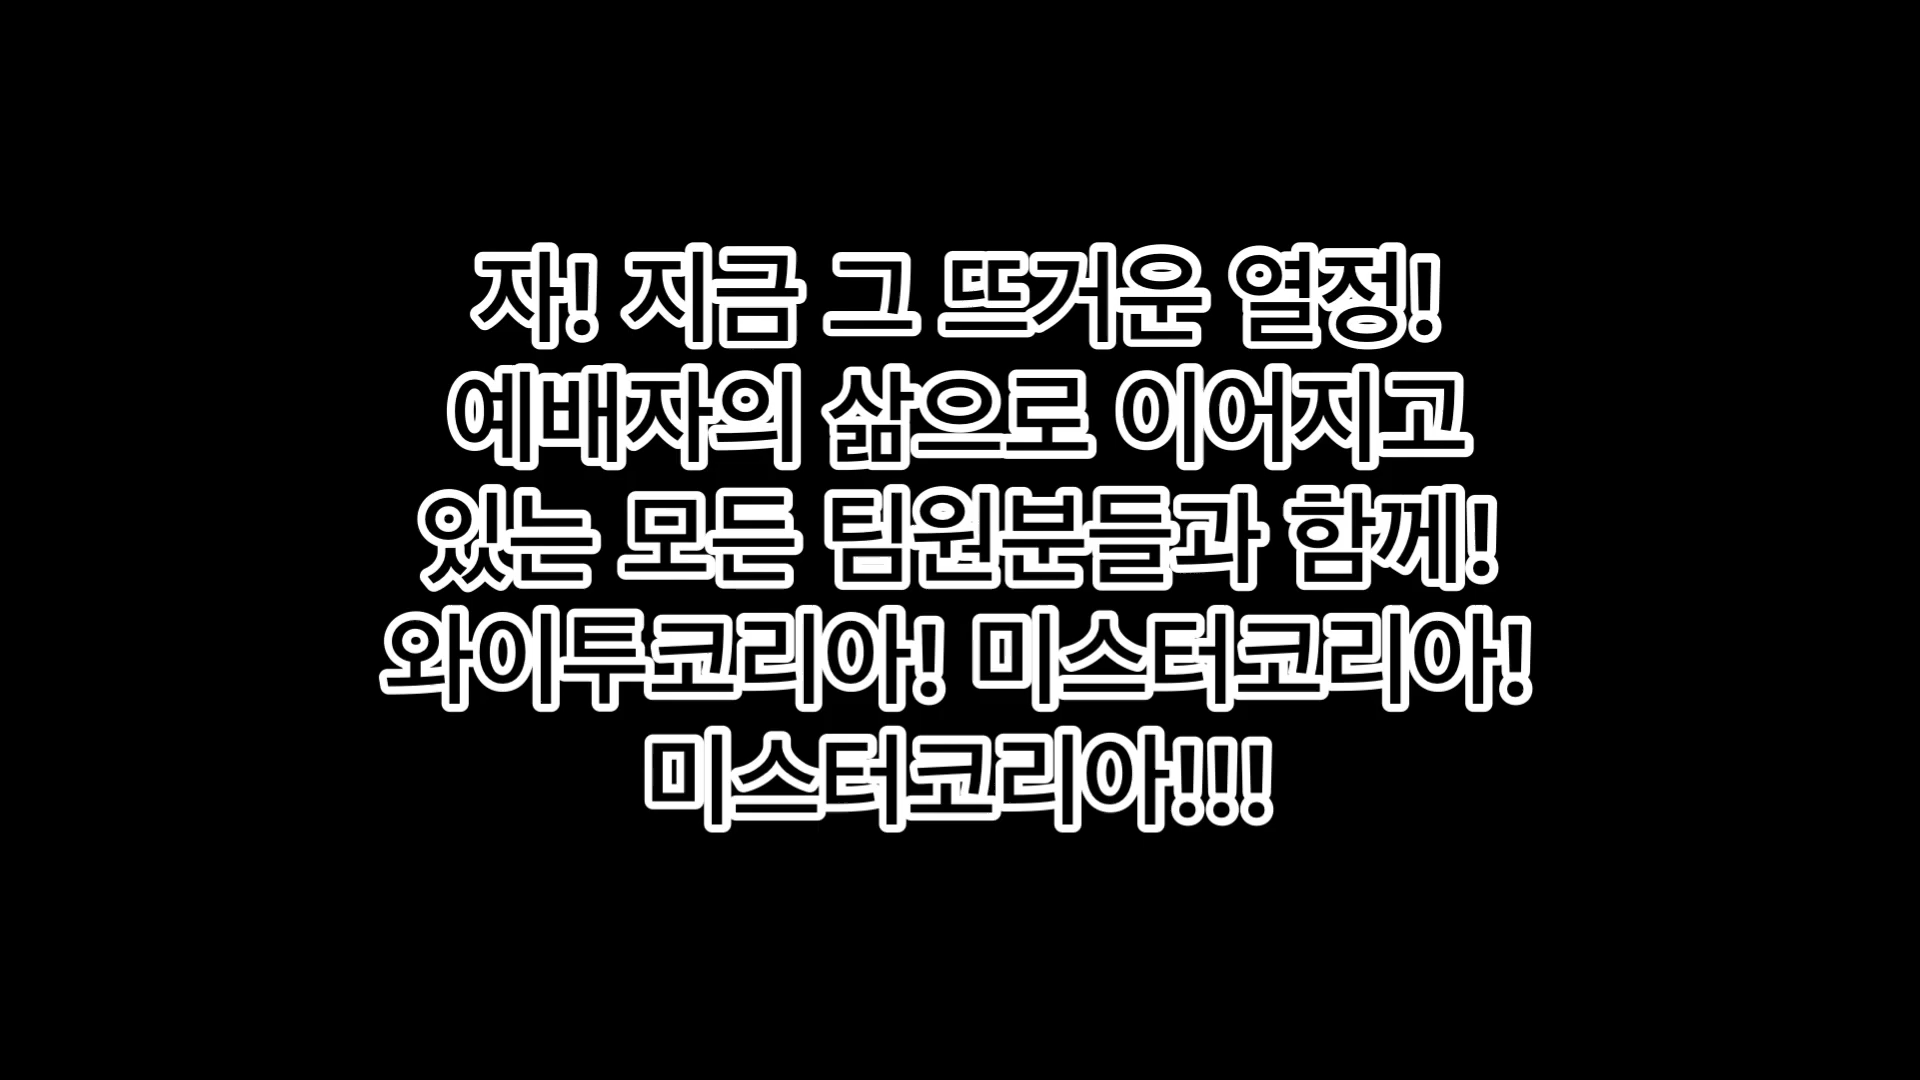 자! 지금 그 뜨거운 열정!
예배자의 삶으로 이어지고
있는 모든 팀원분들과 함께!
와이투코리아! 미스터코리아!
미스터코리아!!!